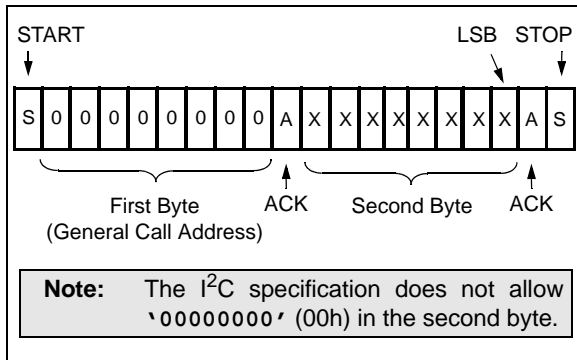 START LSB STOP
S 0 0 0 0 0 0 0 0 A X X X X X X X X A S
First Byte ACK Second Byte ACK
(General Call Address)
Note: The I²C specification does not allow
'00000000' (00h) in the second byte.